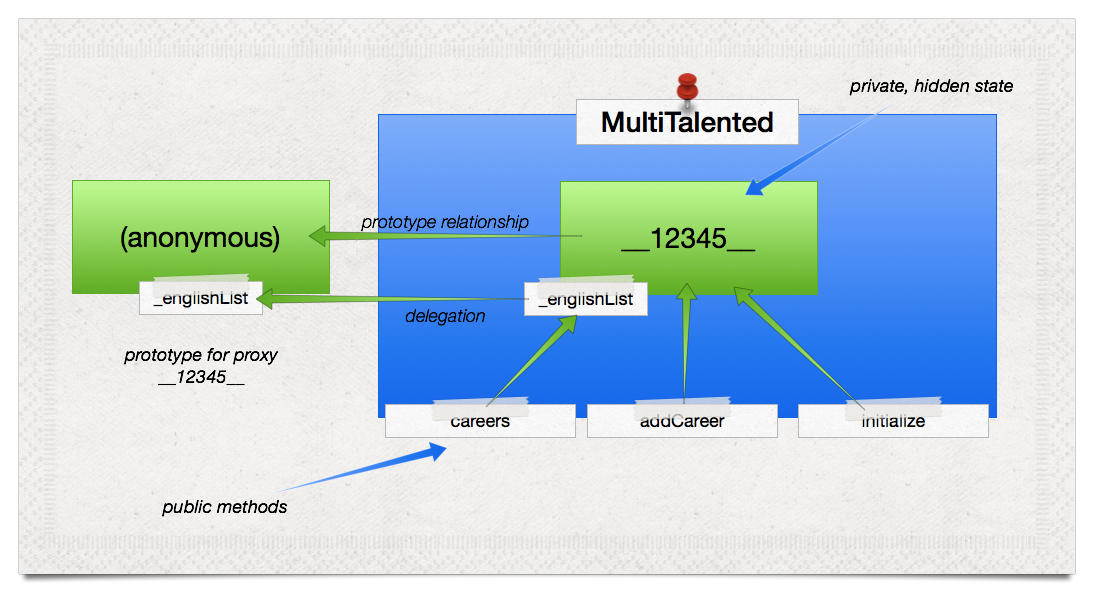 private, hidden state
MultiTalented
prototype relationship
(anonymous)
__12345__
_englishList
_englishList
delegation
prototype for proxy
__12345__
careers
addCareer
initialize
public methods